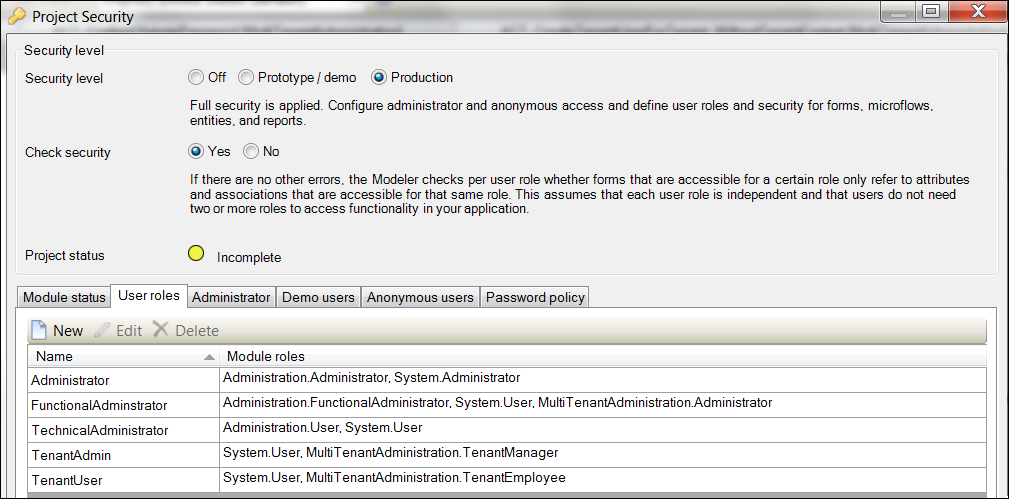 Project Security
Security level
Security level Off Prototype / demo Production
Full security is applied. Configure administrator and anonymous access and define user roles and security for forms, microflows,
entities, and reports.
Check security Yes No
If there are no other errors, the Modeler checks per user role whether forms that are accessible for a certain role only refer to attributes
and associations that are accessible for that same role. This assumes that each user role is independent and that users do not need
two or more roles to access functionality in your application.
Project status Incomplete
Module status User roles Administrator Demo users Anonymous users Password policy
New Edit Delete
Name Module roles
Administrator Administration.Administrator, System.Administrator
FunctionalAdminstrator Administration.FunctionalAdministrator, System.User, MultiTenantAdministration.Administrator
TechnicalAdministrator Administration.User, System.User
TenantAdmin System.User, MultiTenantAdministration.TenantManager
TenantUser System.User, MultiTenantAdministration.TenantEmployee